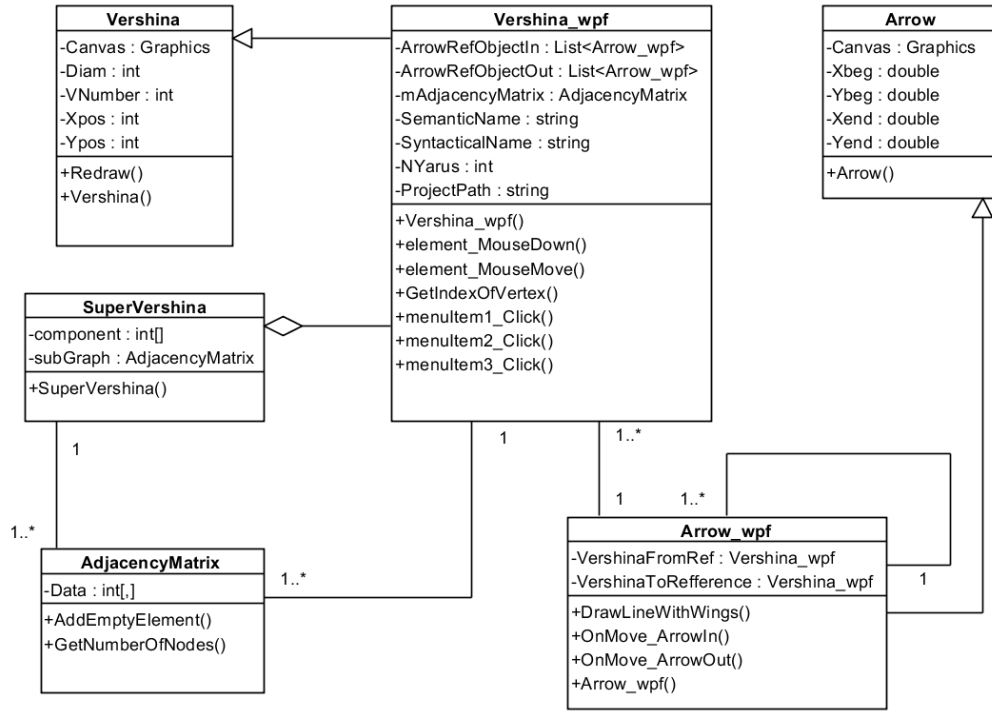 Vershina
-Canvas : Graphics
-Diam : int
-VNumber : int
-Xpos : int
-Ypos : int
+Redraw()
+Vershina()
Vershina_wpf
-ArrowRefObjectIn : List<Arrow_wpf>
-ArrowRefObjectOut : List<Arrow_wpf>
-mAdjacencyMatrix : AdjacencyMatrix
-SemanticName : string
-SyntacticalName : string
-NYarus : int
-ProjectPath : string
+Vershina_wpf()
+element_MouseDown()
+element_MouseMove()
+GetIndexOfVertex()
+menuItem1_Click()
+menuItem2_Click()
+menuItem3_Click()
Arrow
-Canvas : Graphics
-Xbeg : double
-Ybeg : double
-Xend : double
-Yend : double
+Arrow()
SuperVershina
-component : int[]
-subGraph : AdjacencyMatrix
+SuperVershina()
1
1..*
1
1..*
1..*
1
1..*
1
AdjacencyMatrix
-Data : int[,]
+AddEmptyElement()
+GetNumberOfNodes()
Arrow_wpf
-VershinaFromRef : Vershina_wpf
-VershinaToRefference : Vershina_wpf
+DrawLineWithWings()
+OnMove_ArrowIn()
+OnMove_ArrowOut()
+Arrow_wpf()